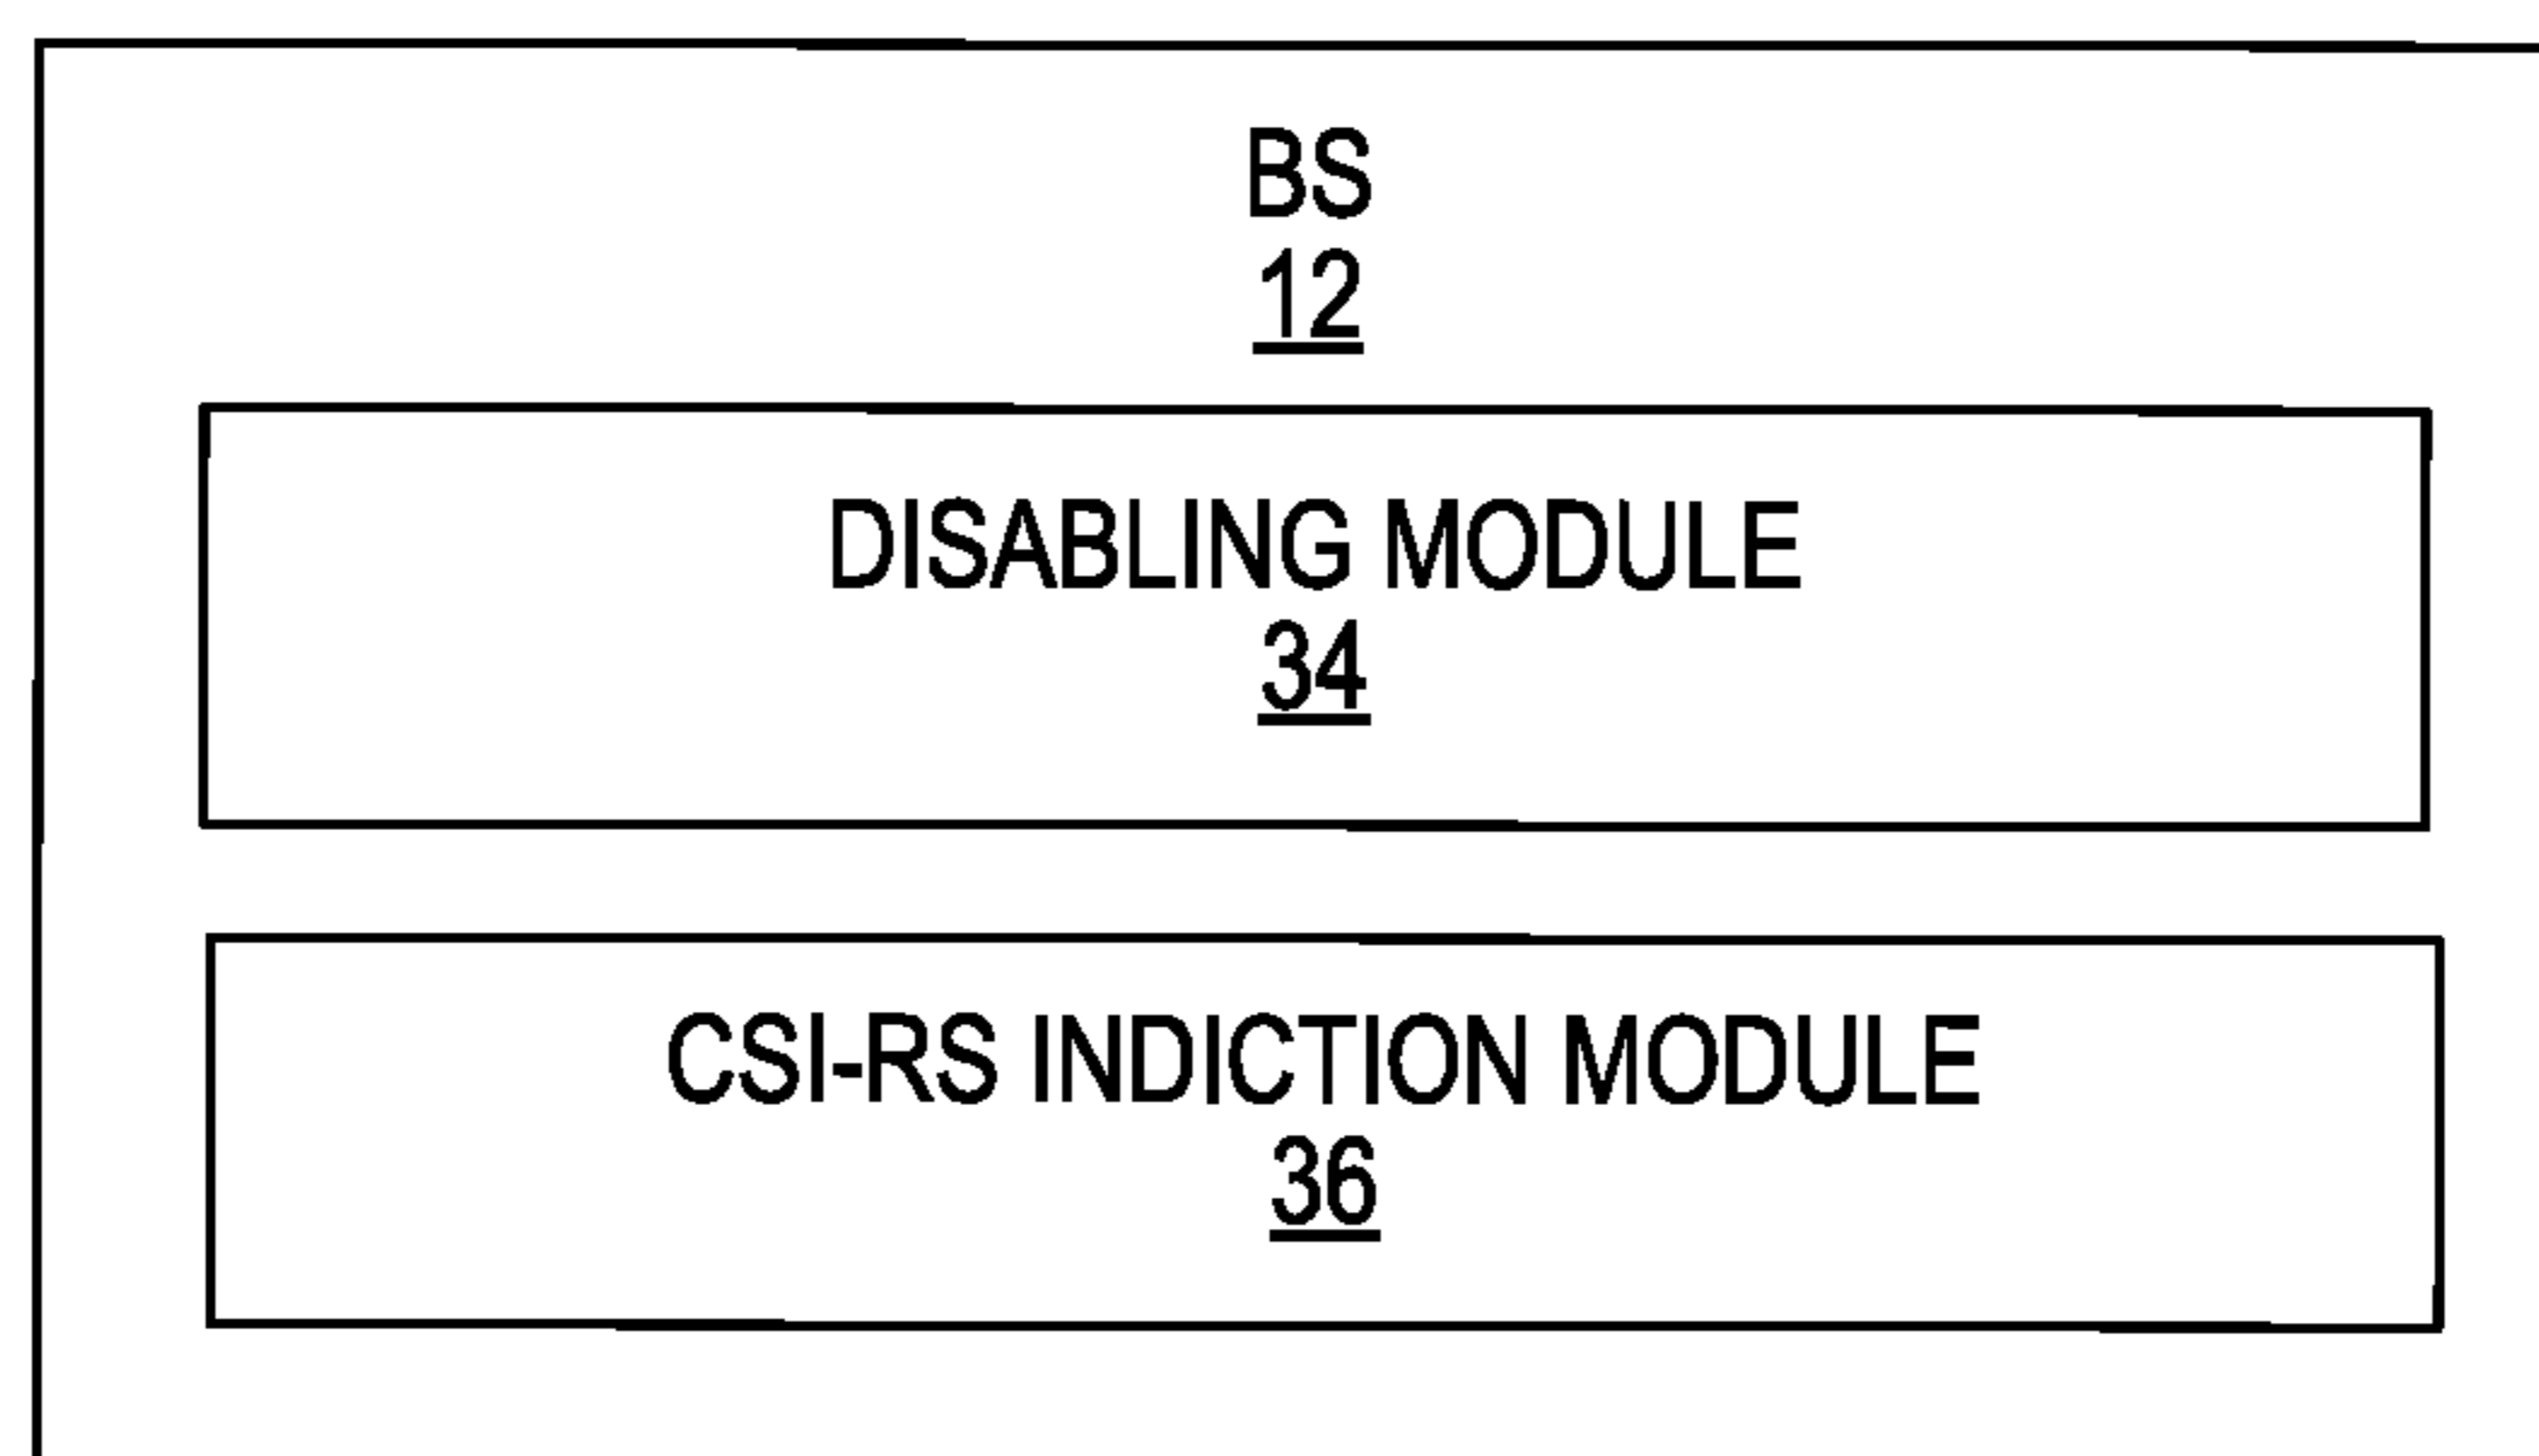 BS
12
DISABLING MODULE
34
CSI-RS INDICTION MODULE
36